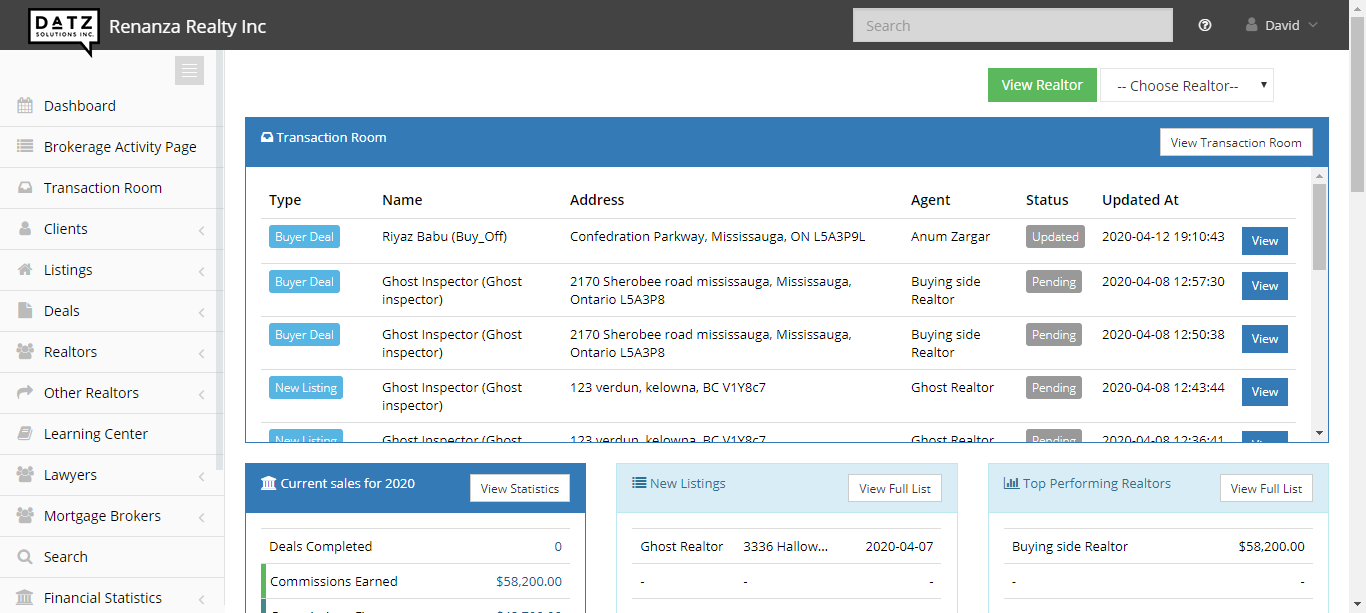 DATZ
SOLUTIONS INC.
Renanza Realty Inc
Search
David
Dashboard
Brokerage Activity Page
Transaction Room
Clients
Listings
Deals
Realtors
Other Realtors
Learning Center
Lawyers
Mortgage Brokers
Search
Financial Statistics
View Realtor
-- Choose Realtor--
Transaction Room
View Transaction Room
Type Name Address Agent Status Updated At
Buyer Deal Riyaz Babu (Buy_Off) Confedration Parkway, Mississauga, ON L5A3P9L Anum Zargar Updated 2020-04-12 19:10:43 View
Buyer Deal Ghost Inspector (Ghost 2170 Sherobee road mississauga, Mississauga, Buying side Pending 2020-04-08 12:57:30 View
inspector) Ontario L5A3P8 Realtor
Buyer Deal Ghost Inspector (Ghost 2170 Sherobee road mississauga, Mississauga, Buying side Pending 2020-04-08 12:50:38 View
inspector) Ontario L5A3P8 Realtor
New Listing Ghost Inspector (Ghost 123 verdun, kelowna, BC V1Y8c7 Ghost Realtor Pending 2020-04-08 12:43:44 View
inspector)
New Listing Ghost Inspector (Ghost 123 verdun, kelowna, BC V1Y8c7 Ghost Realtor Pending 2020-04-08 12:36:41
Current sales for 2020
View Statistics
Deals Completed 0
Commissions Earned $58,200.00
New Listings
View Full List
Ghost Realtor 3336 Hallow... 2020-04-07
- - -
Top Performing Realtors
View Full List
Buying side Realtor $58,200.00
- -